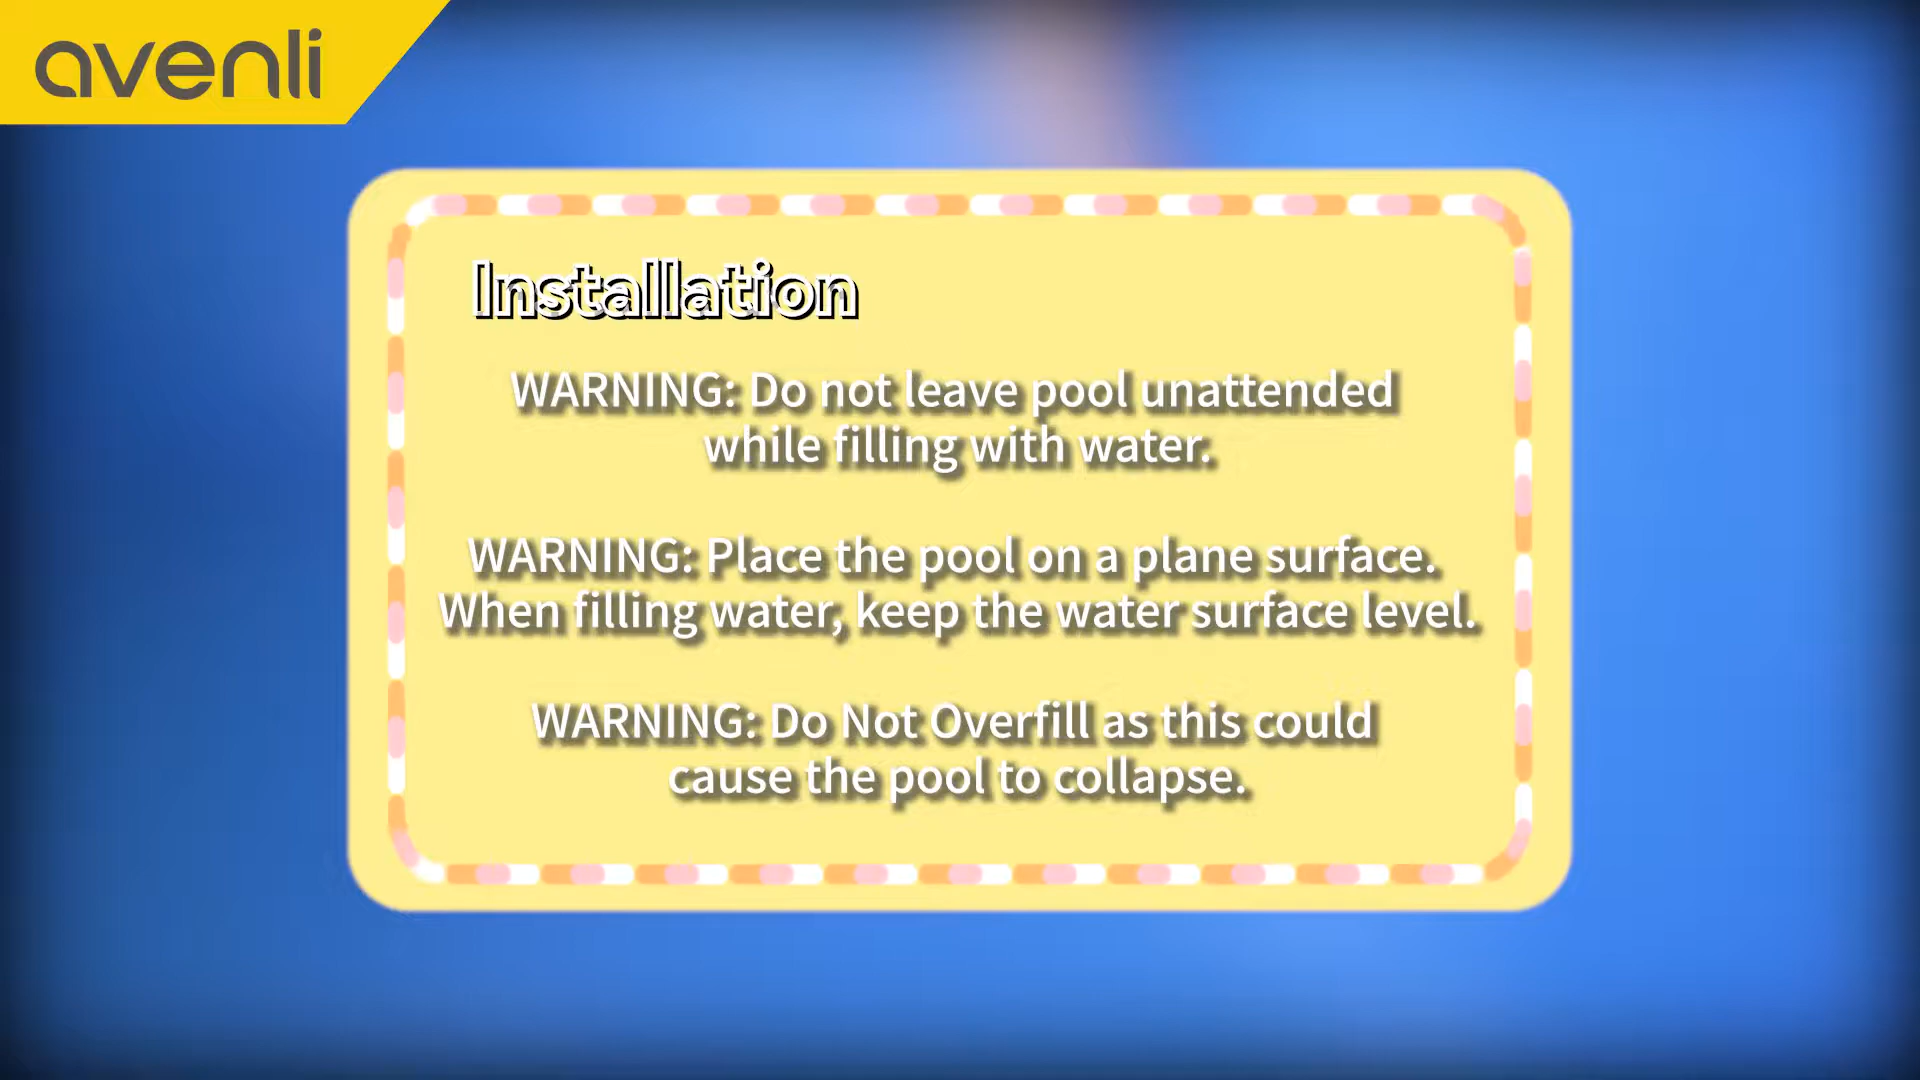 avenli
Installation
WARNING: Do not leave pool unattended
while filling with water.
WARNING: Place the pool on a plane surface.
When filling water, keep the water surface level.
WARNING: Do Not Overfill as this could
cause the pool to collapse.